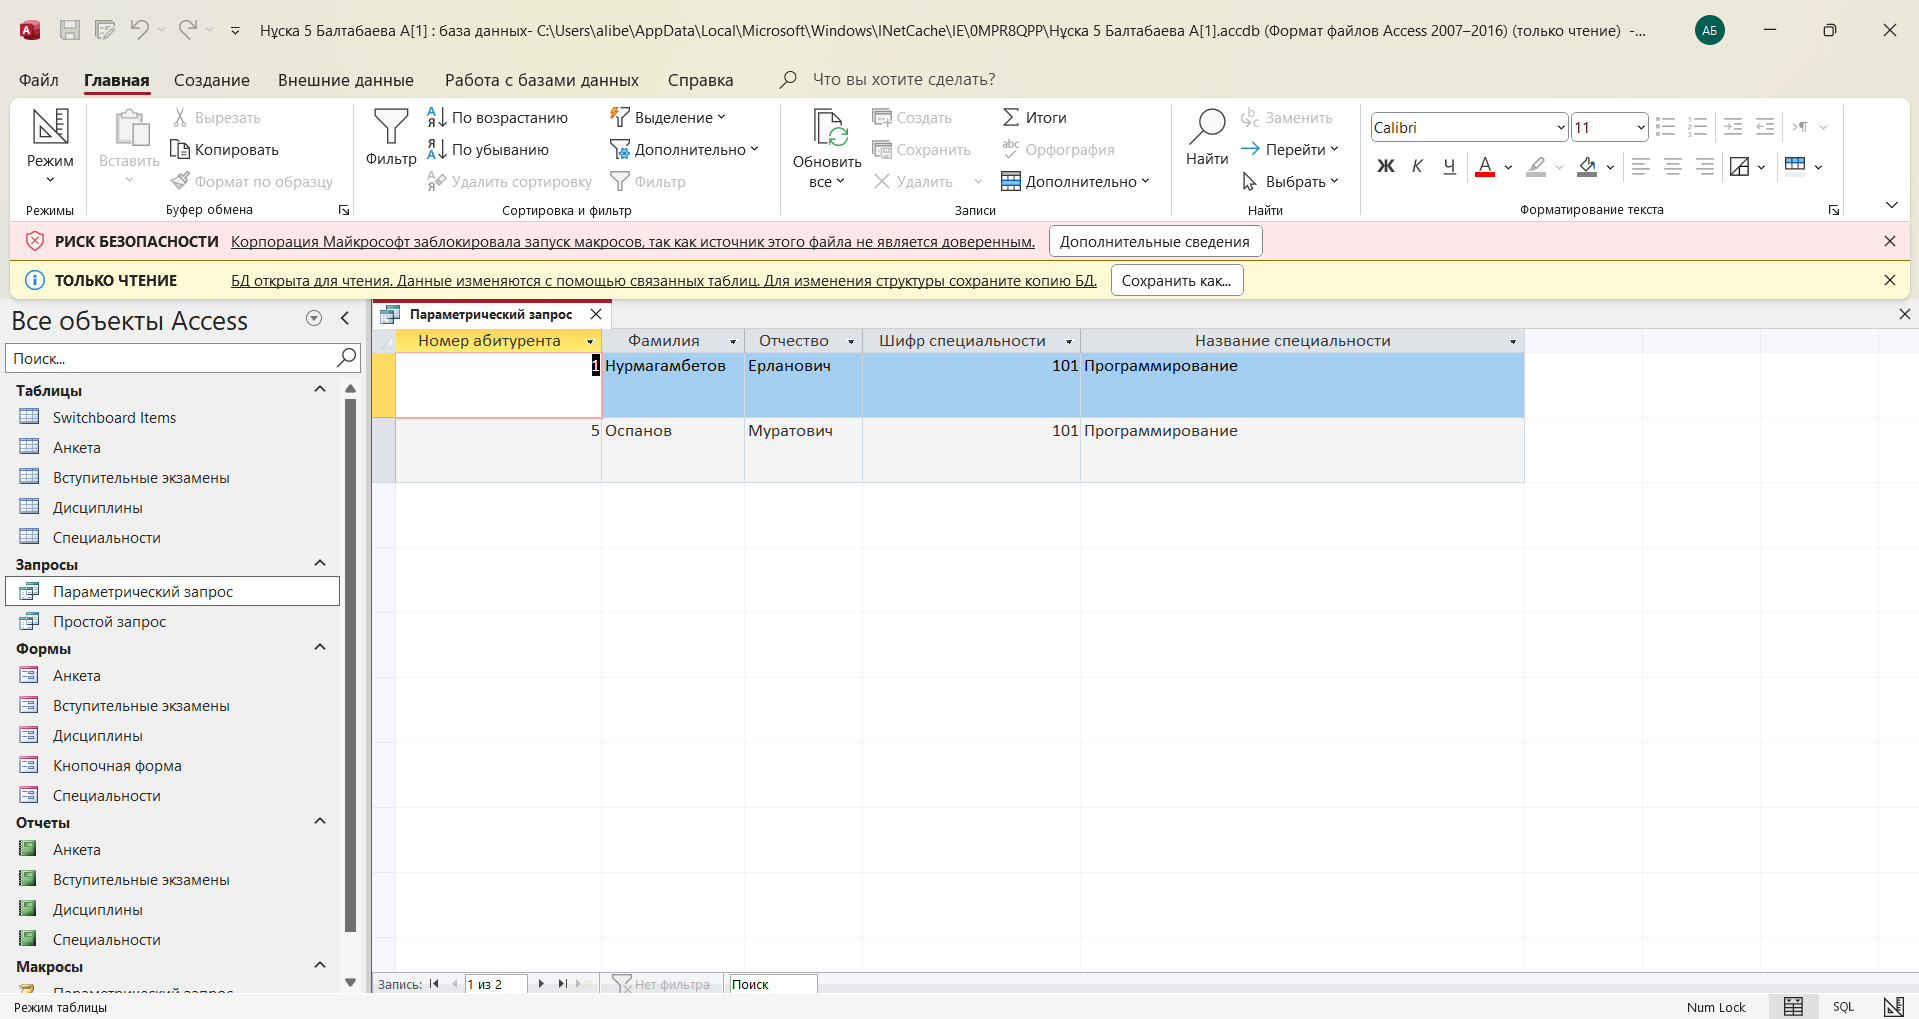 Нұска 5 Балтабаева А[1] : база данных- C:\Users\alibe\AppData\Local\Microsoft\Windows\INetCache\IE\0MPR8QPP\Нұска 5 Балтабаева А[1].accdb (Формат файлов Access 2007–2016) (только чтение) -...
АБ
Файл Главная Создание Внешние данные Работа с базами данных Справка Что вы хотите сделать?
Режим
Режимы
Вставить
Вырезать
Копировать
Формат по образцу
Буфер обмена
Фильтр
По возрастанию
По убыванию
Удалить сортировку
Выделение
Дополнительно
Фильтр
Сортировка и фильтр
Обновить
все
Создать
Сохранить
Удалить
Итоги
Орфография
Дополнительно
Записи
Найти
Заменить
Перейти
Выбрать
Найти
Calibri 11
Ж К Ч А
Форматирование текста
РИСК БЕЗОПАСНОСТИ Корпорация Майкрософт заблокировала запуск макросов, так как источник этого файла не является доверенным. Дополнительные сведения
ТОЛЬКО ЧТЕНИЕ БД открыта для чтения. Данные изменяются с помощью связанных таблиц. Для изменения структуры сохраните копию БД. Сохранить как...
Все объекты Access
Поиск...
Таблицы
Switchboard Items
Анкета
Вступительные экзамены
Дисциплины
Специальности
Запросы
Параметрический запрос
Простой запрос
Формы
Анкета
Вступительные экзамены
Дисциплины
Кнопочная форма
Специальности
Отчеты
Анкета
Вступительные экзамены
Дисциплины
Специальности
Макросы
Параметрический запрос
Параметрический запрос
Номер абитурента Фамилия Отчество Шифр специальности Название специальности
1 Нурмагамбетов Ерланович 101 Программирование
5 Оспанов Муратович 101 Программирование
Запись: 1 из 2 Нет фильтра Поиск
Режим таблицы Num Lock SQL